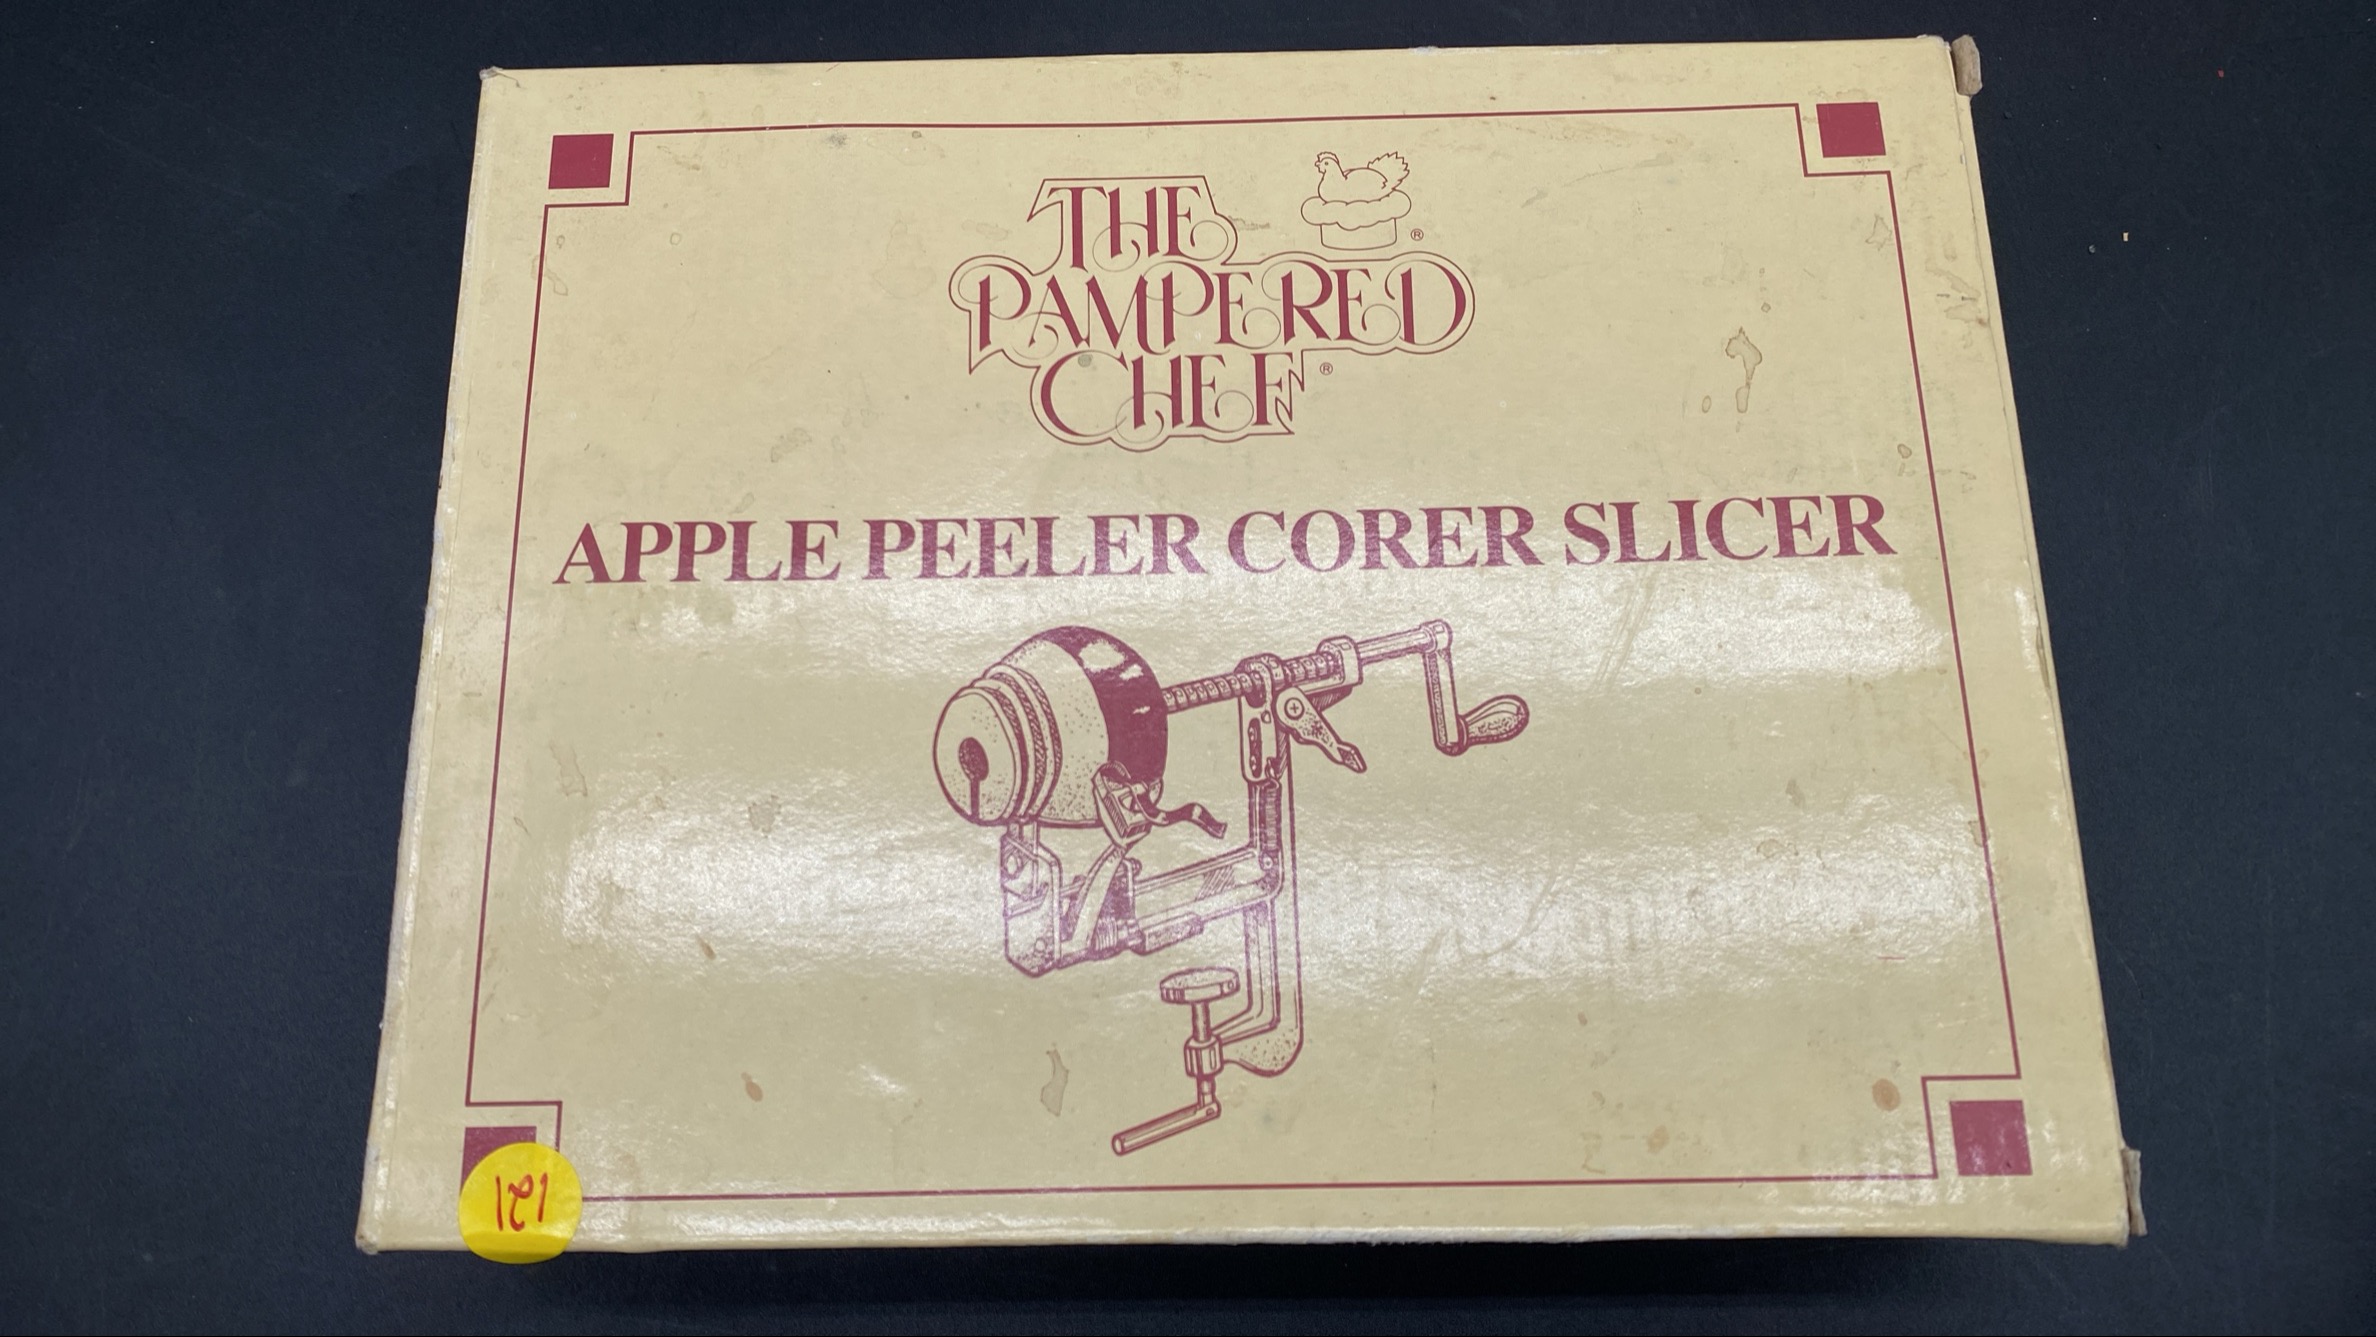 THE
PAMPERED
CHEF®
®
APPLE PEELER CORER SLICER
121